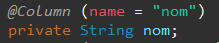 @Column (name = "nom")
private String nom;